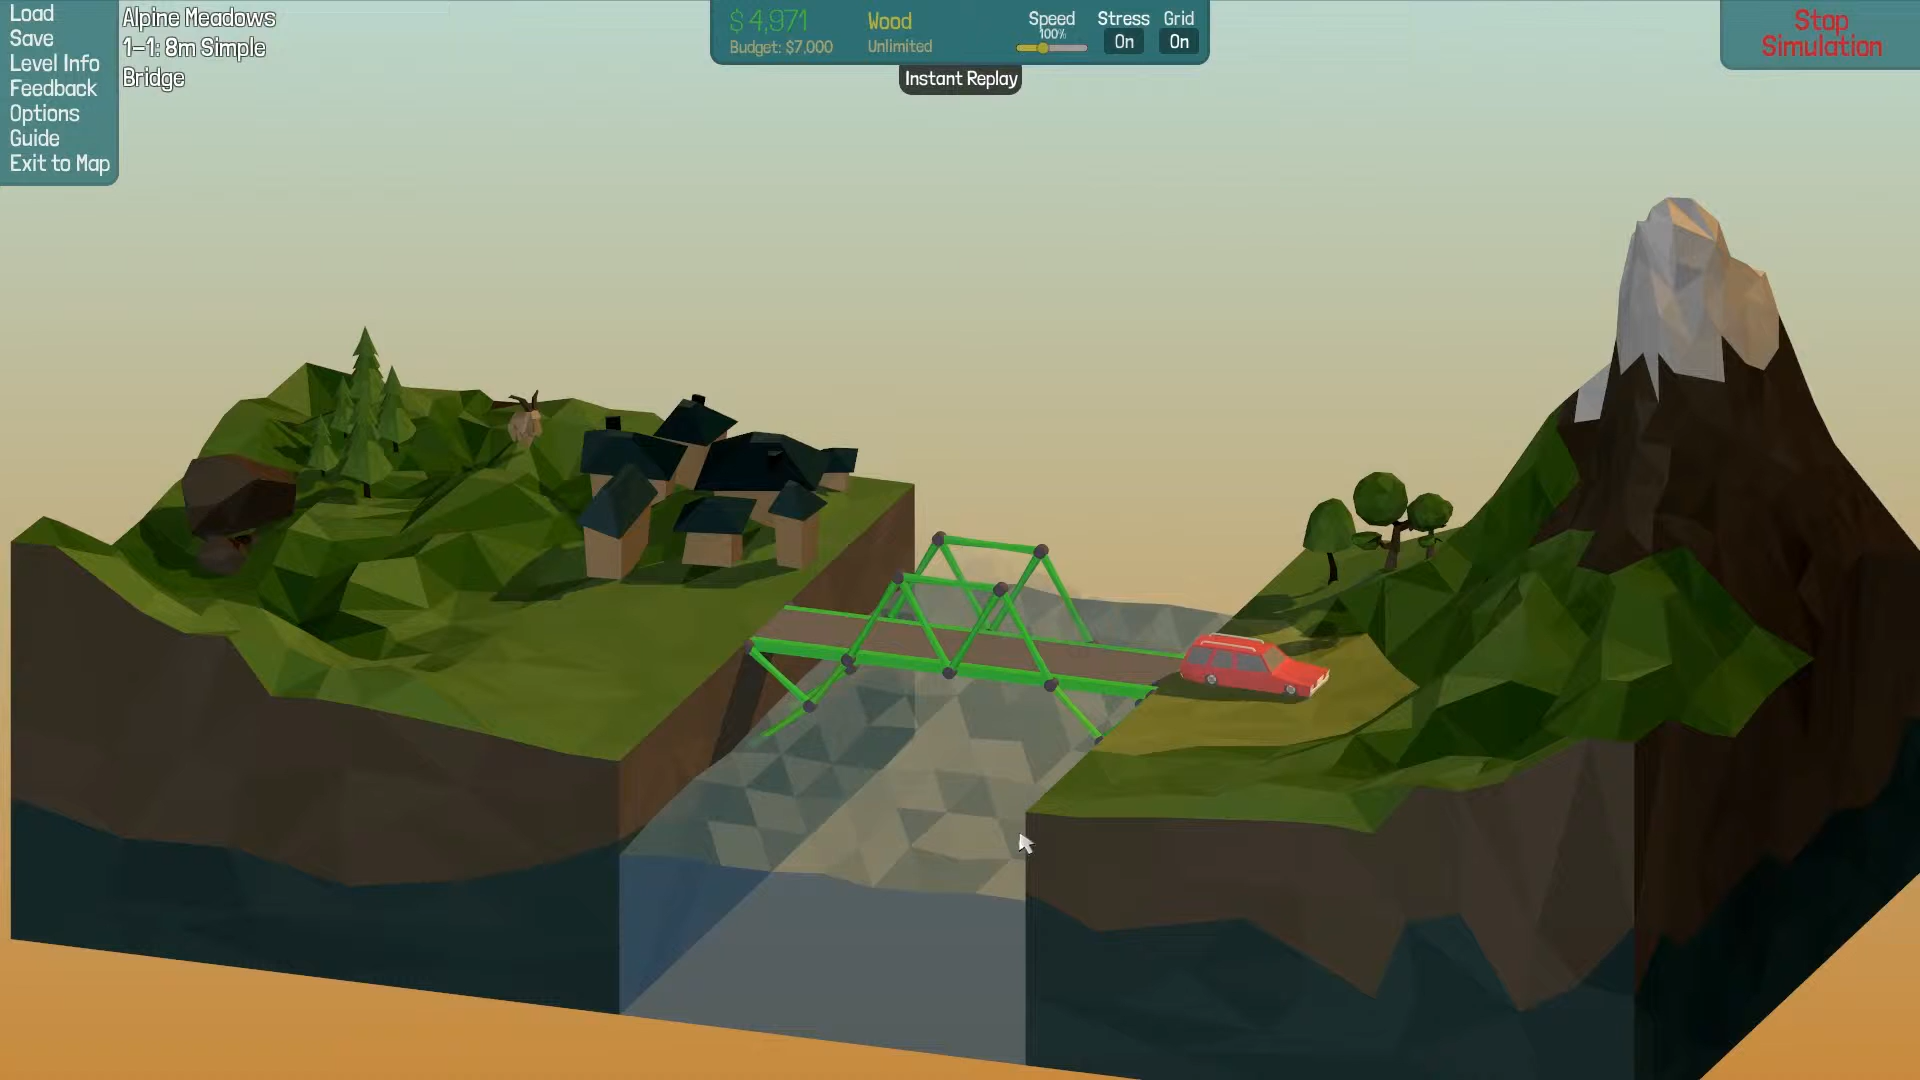 Load
Save
Level Info
Feedback
Options
Guide
Exit to Map
Alpine Meadows
1-1: 8m Simple
Bridge
$ 4,971
Budget: $7,000
Wood
Unlimited
Speed
100%
Stress
On
Grid
On
Instant Replay
Stop
Simulation